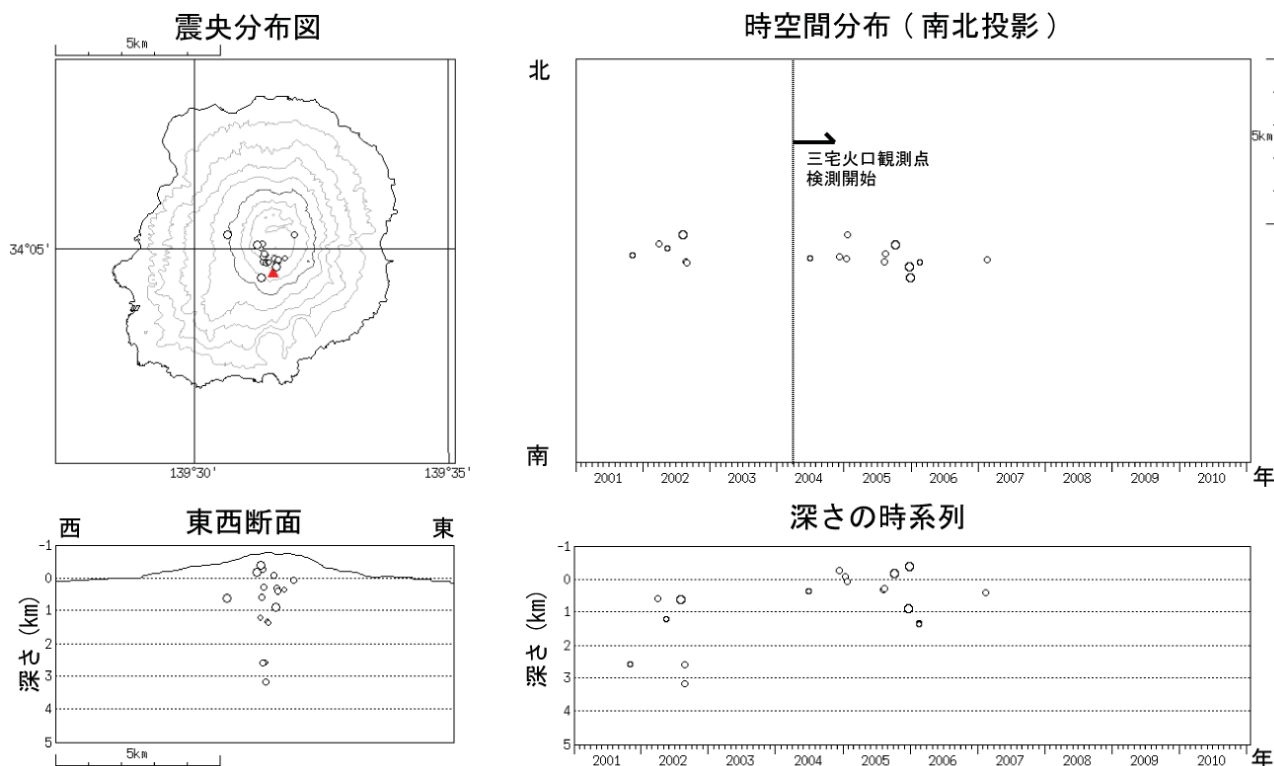 震央分布図
5km
34°05'
139°30'
139°35'
時空間分布（南北投影）
北
南
三宅火口観測点
検測開始
5km
2001 2002 2003 2004 2005 2006 2007 2008 2009 2010 年
東西断面
西
東
-1
0
1
2
3
4
5
深さ (km)
5km
深さの時系列
-1
0
1
2
3
4
5
深さ (km)
2001 2002 2003 2004 2005 2006 2007 2008 2009 2010 年